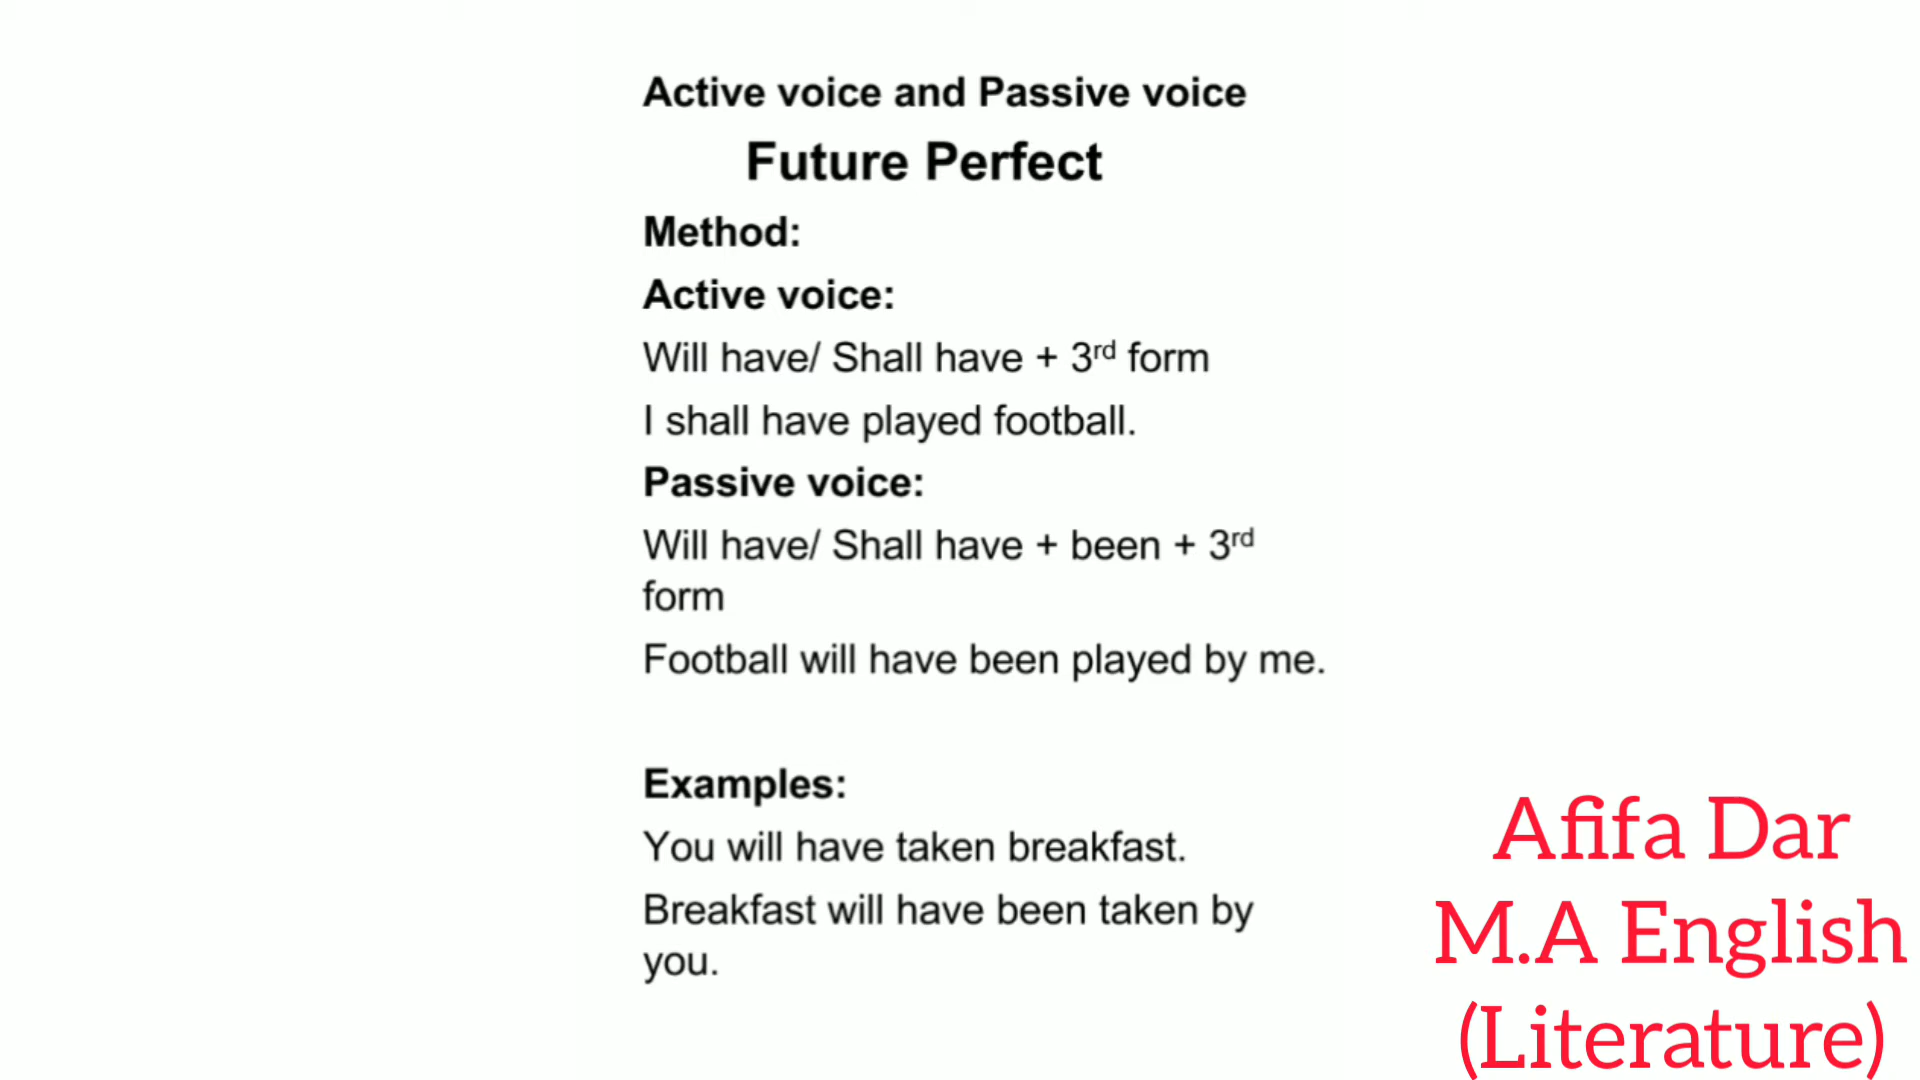 Active voice and Passive voice
Future Perfect
Method:
Active voice:
Will have/ Shall have + 3rd form
I shall have played football.
Passive voice:
Will have/ Shall have + been + 3rd
form
Football will have been played by me.
Examples:
You will have taken breakfast.
Breakfast will have been taken by
you.
Afifa Dar
M.A English
(Literature)